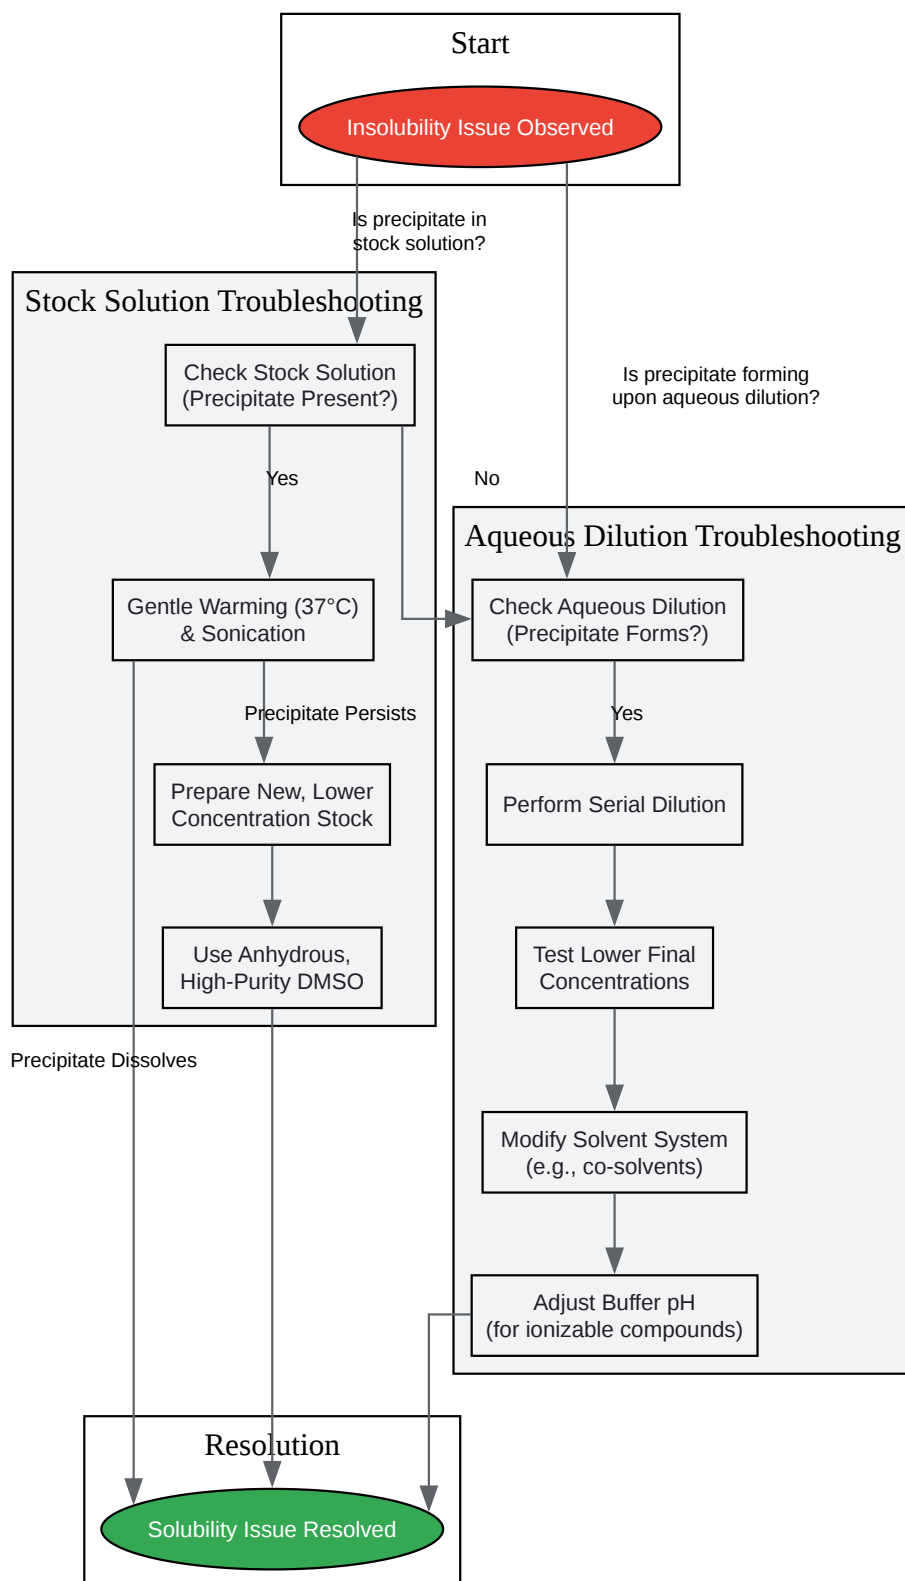 Start
Insolubility Issue Observed
Is precipitate in
stock solution?
Stock Solution Troubleshooting
Check Stock Solution
(Precipitate Present?)
Is precipitate forming
upon aqueous dilution?
Yes
No
Aqueous Dilution Troubleshooting
Gentle Warming (37°C)
& Sonication
Check Aqueous Dilution
(Precipitate Forms?)
Precipitate Persists
Yes
Prepare New, Lower
Concentration Stock
Perform Serial Dilution
Use Anhydrous,
High-Purity DMSO
Test Lower Final
Concentrations
Precipitate Dissolves
Modify Solvent System
(e.g., co-solvents)
Adjust Buffer pH
(for ionizable compounds)
Resolution
Solubility Issue Resolved